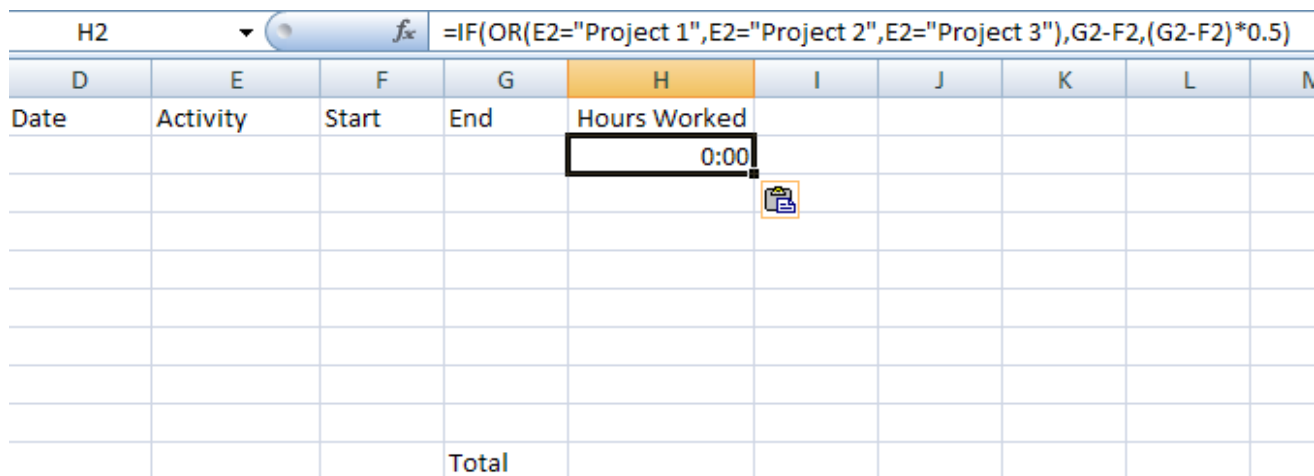 H2 fx =IF(OR(E2="Project 1",E2="Project 2",E2="Project 3"),G2-F2,(G2-F2)*0.5)
D E F G H I J K L
Date Activity Start End Hours Worked
0:00
Total